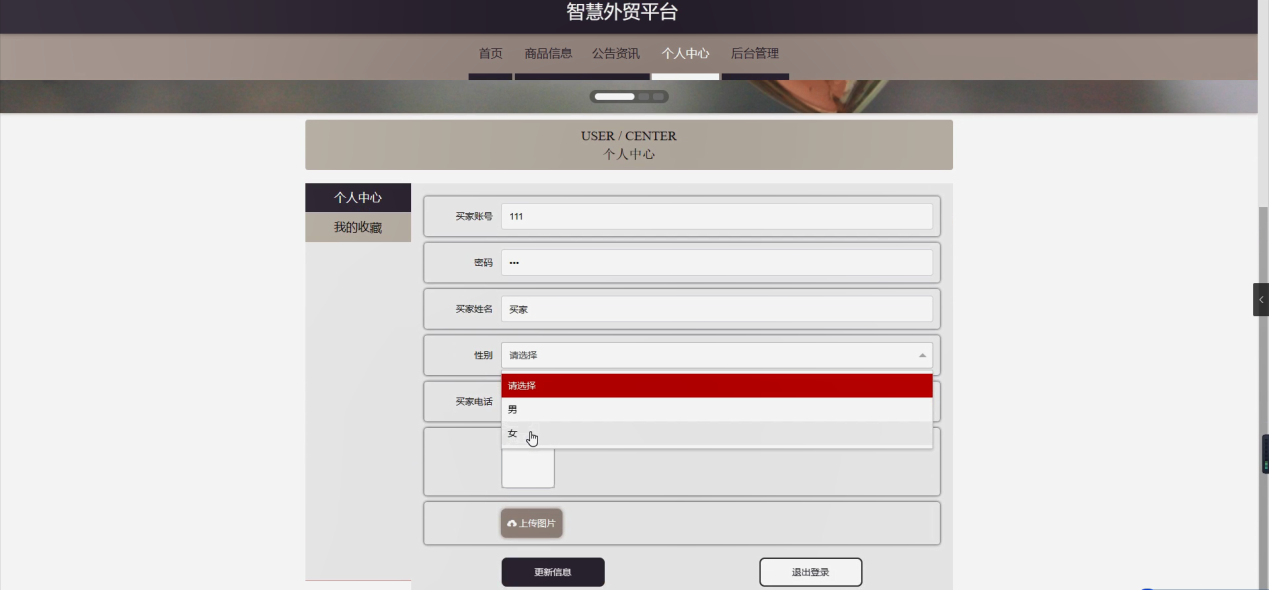 智慧外贸平台
首页 商品信息 公告资讯 个人中心 后台管理
USER / CENTER
个人中心
个人中心
我的收藏
买家账号 111
密码 •••
买家姓名 买家
性别 请选择
请选择
男
女
买家电话
上传图片
更新信息 退出登录